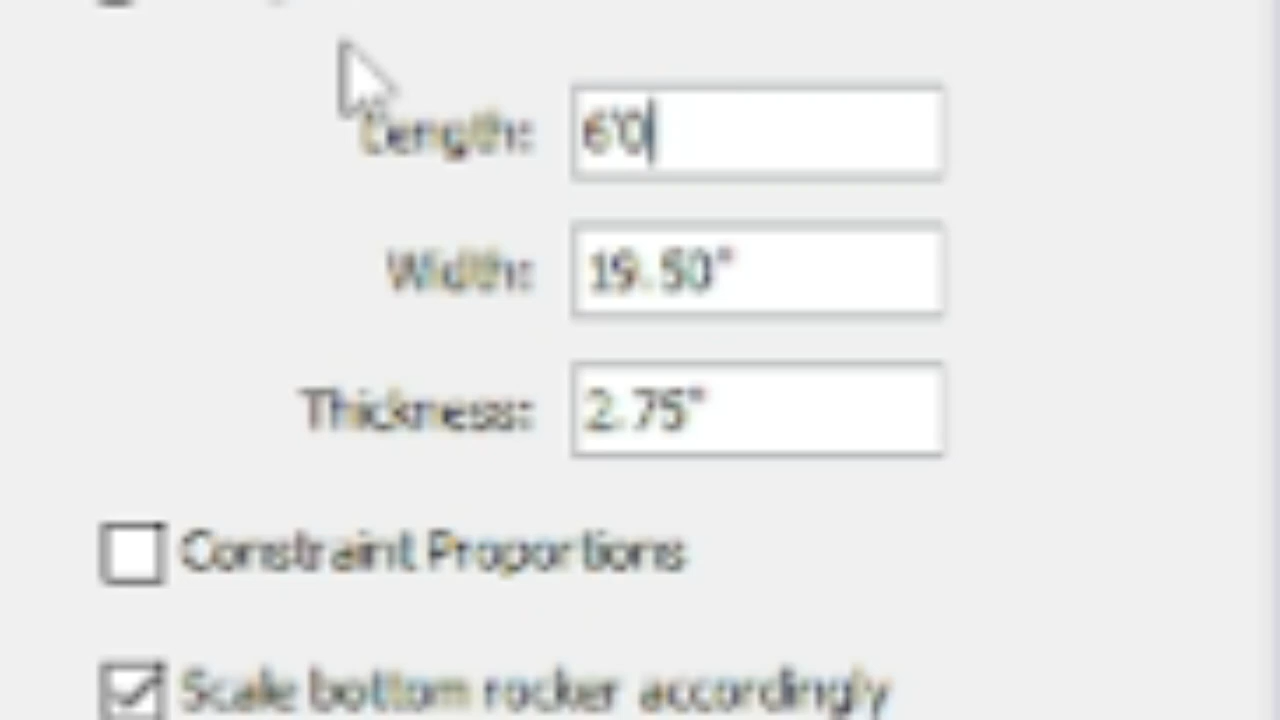 Length: 6'0
Width: 19.50"
Thickness: 2.75"
Constraint Proportions
Scale bottom rocker accordingly